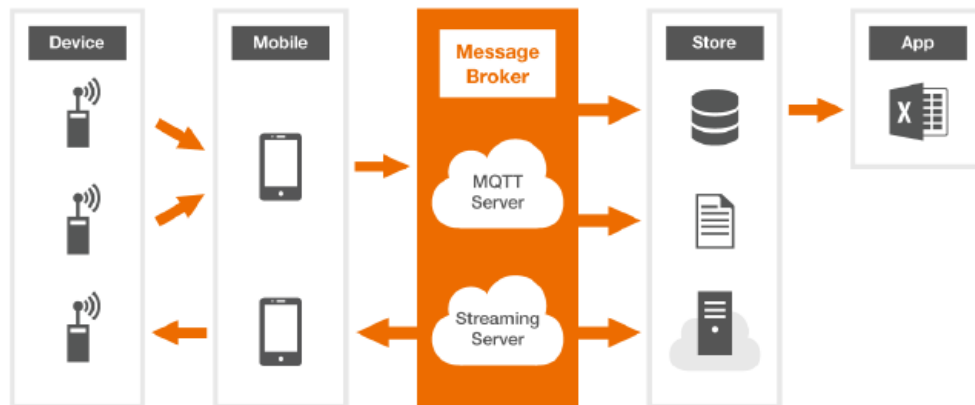 Device
Mobile
Message
Broker
Store
App
X
MQTT
Server
Streaming
Server